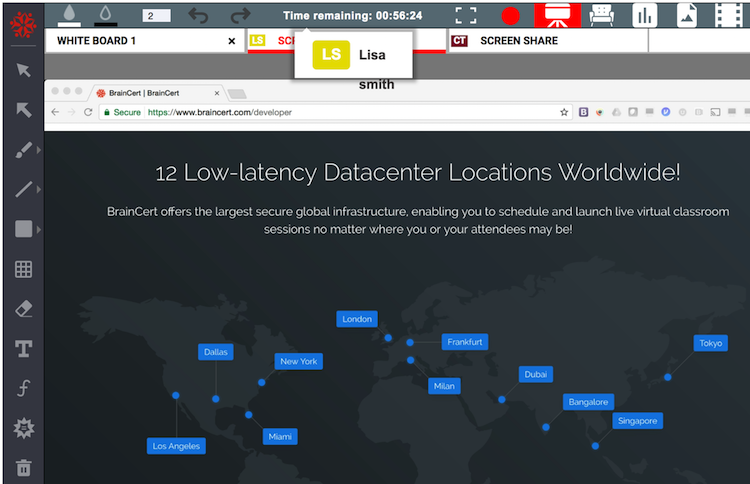 2
Time remaining: 00:56:24
WHITE BOARD 1 ×
LS
CT SCREEN SHARE
LS Lisa
smith
BrainCert | BrainCert ×
Secure https://www.braincert.com/developer
12 Low-latency Datacenter Locations Worldwide!
BrainCert offers the largest secure global infrastructure, enabling you to schedule and launch live virtual classroom
sessions no matter where you or your attendees may be!
London
Frankfurt
Tokyo
Dallas
New York
Milan
Dubai
Bangalore
Singapore
Miami
Los Angeles